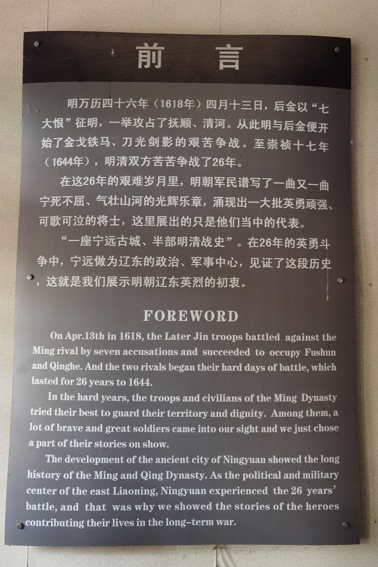 前 言
明万历四十六年（1618年）四月十三日，后金以“七
大恨”征明，一举攻占了抚顺、清河。从此明与后金便开
始了金戈铁马、刀光剑影的艰苦争战。至崇祯十七年
（1644年），明清双方苦苦争战了26年。
在这26年的艰难岁月里，明朝军民谱写了一曲又一曲
宁死不屈、气壮山河的光辉乐章，涌现出一大批英勇顽强、
可歌可泣的将士，这里展出的只是他们当中的代表。
“一座宁远古城、半部明清战史”。在26年的英勇斗
争中，宁远做为辽东的政治、军事中心，见证了这段历史
，这就是我们展示明朝辽东英烈的初衷。
FOREWORD
On Apr.13th in 1618, the Later Jin troops battled against the
Ming rival by seven accusations and succeeded to occupy Fushun
and Qinghe. And the two rivals began their hard days of battle, which
lasted for 26 years to 1644.
In the hard years, the troops and civilians of the Ming Dynasty
tried their best to guard their territory and dignity. Among them, a
lot of brave and great soldiers came into our sight and we just chose
a part of their stories on show.
The development of the ancient city of Ningyuan showed the long
history of the Ming and Qing Dynasty. As the political and military
center of the east Liaoning, Ningyuan experienced the 26 years'
battle, and that was why we showed the stories of the heroes
contributing their lives in the long-term war.